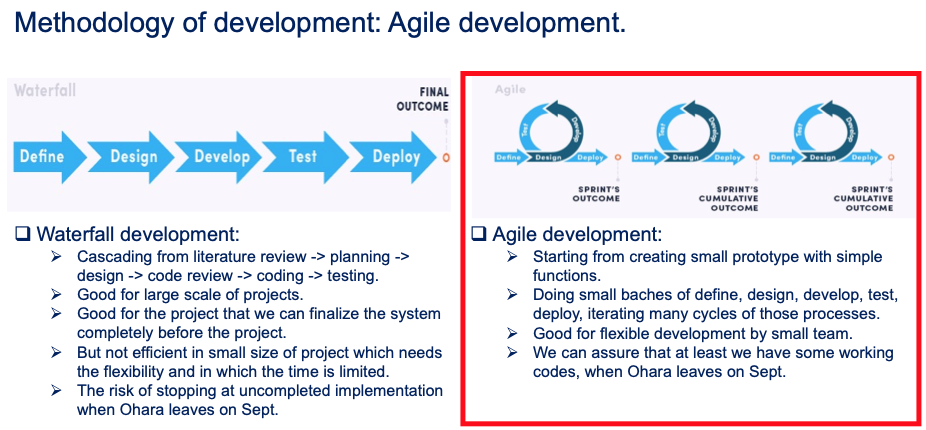 Methodology of development: Agile development.
Waterfall
FINAL
OUTCOME
Define
Design
Develop
Test
Deploy
❑ Waterfall development:
➢ Cascading from literature review -> planning ->
design -> code review -> coding -> testing.
➢ Good for large scale of projects.
➢ Good for the project that we can finalize the system
completely before the project.
➢ But not efficient in small size of project which needs
the flexibility and in which the time is limited.
➢ The risk of stopping at uncompleted implementation
when Ohara leaves on Sept.
Agile
Test
Develop
Define
Design
Deploy
SPRINT'S
OUTCOME
Test
Develop
Define
Design
Deploy
SPRINT'S
CUMULATIVE
OUTCOME
Test
Develop
Define
Design
Deploy
SPRINT'S
CUMULATIVE
OUTCOME
❑ Agile development:
➢ Starting from creating small prototype with simple
functions.
➢ Doing small baches of define, design, develop, test,
deploy, iterating many cycles of those processes.
➢ Good for flexible development by small team.
➢ We can assure that at least we have some working
codes, when Ohara leaves on Sept.